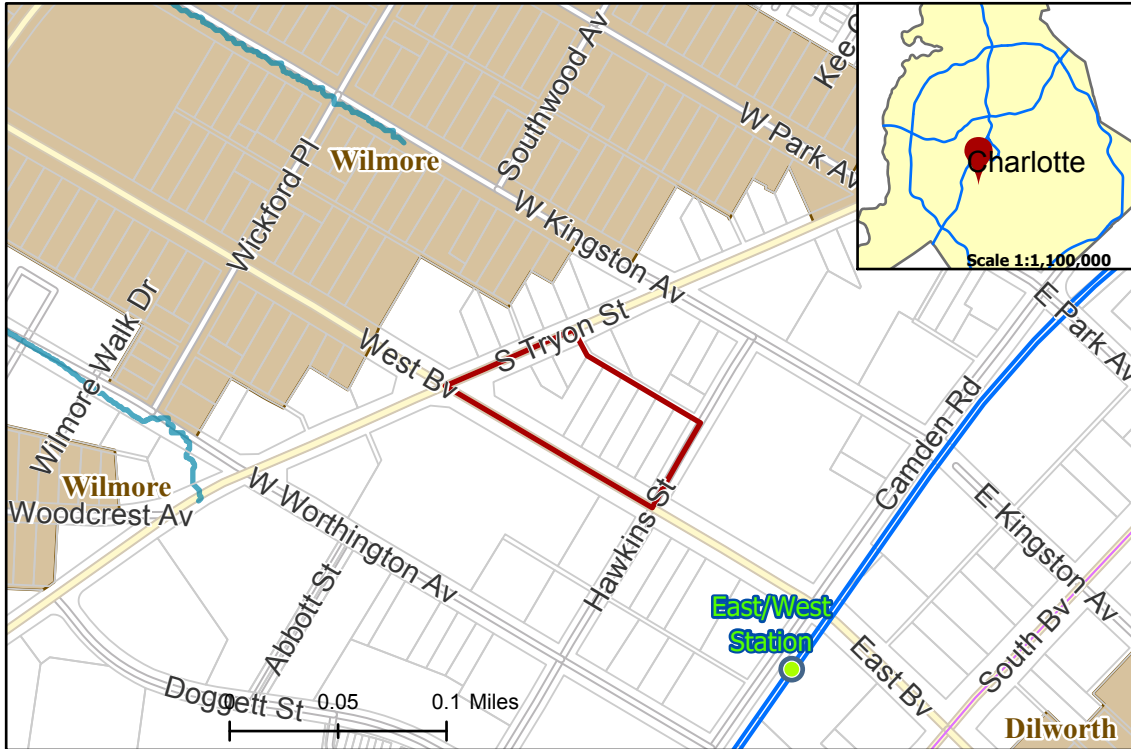 Southwood Av
Kee
W Park Av
Charlotte
Scale 1:1,100,000
Wilmore
Wickford Pl
W Kingston Av
E Park Av
Wilmore Walk Dr
S Tryon St
West Bv
Camden Rd
Wilmore
Woodcrest Av
W Worthington Av
Hawkins St
E Kingston Av
Abbott St
East/West
Station
South Bv
East Bv
Doggett St
0 0.05 0.1 Miles
Dilworth